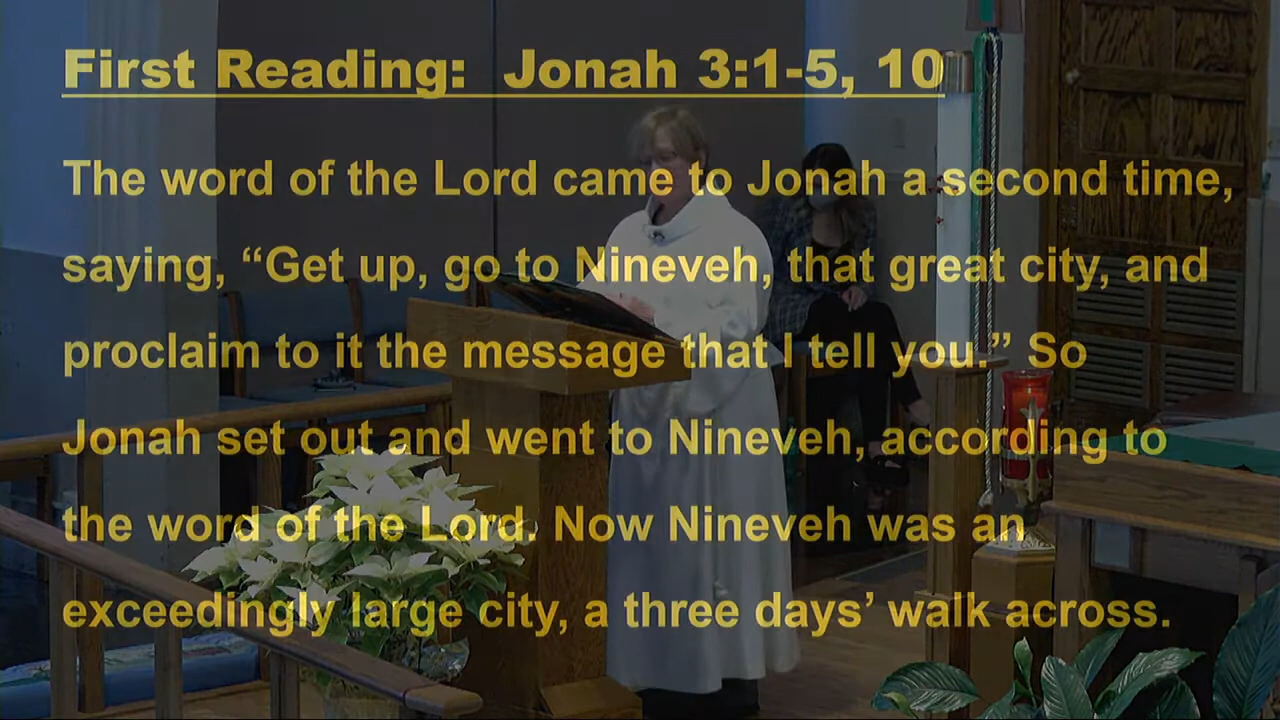 First Reading:  Jonah 3:1-5, 10
The word of the Lord came to Jonah a second time,
saying, “Get up, go to Nineveh, that great city, and
proclaim to it the message that I tell you.” So
Jonah set out and went to Nineveh, according to
the word of the Lord. Now Nineveh was an
exceedingly large city, a three days’ walk across.